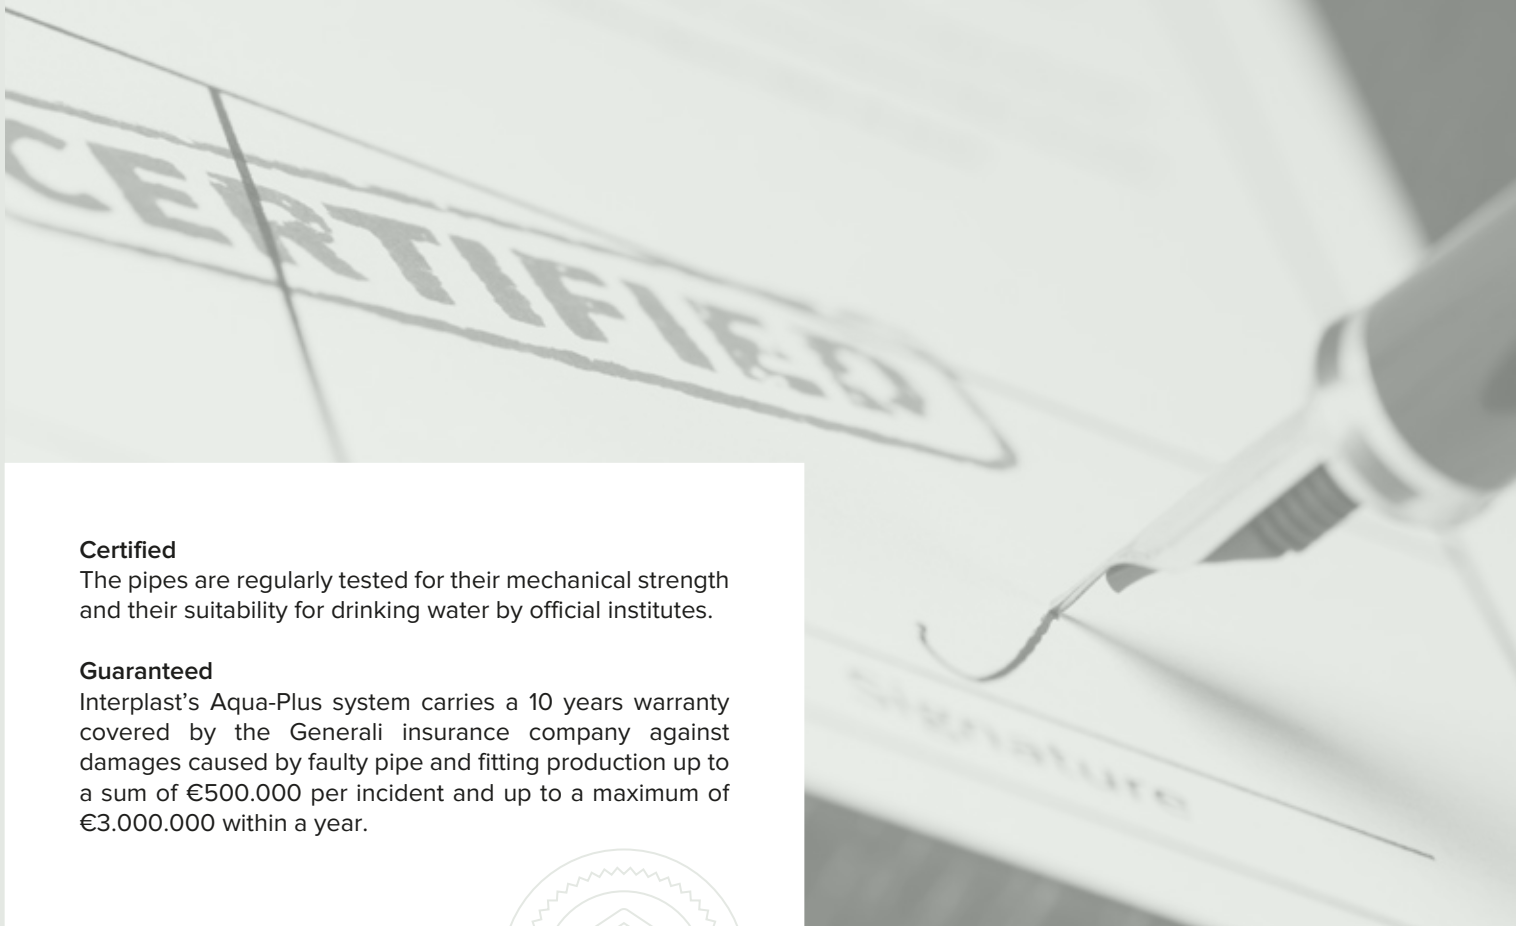 CERTIFIED
Certified
The pipes are regularly tested for their mechanical strength
and their suitability for drinking water by official institutes.
Guaranteed
Interplast’s Aqua-Plus system carries a 10 years warranty
covered by the Generali insurance company against
damages caused by faulty pipe and fitting production up to
a sum of €500.000 per incident and up to a maximum of
€3.000.000 within a year.
Signature